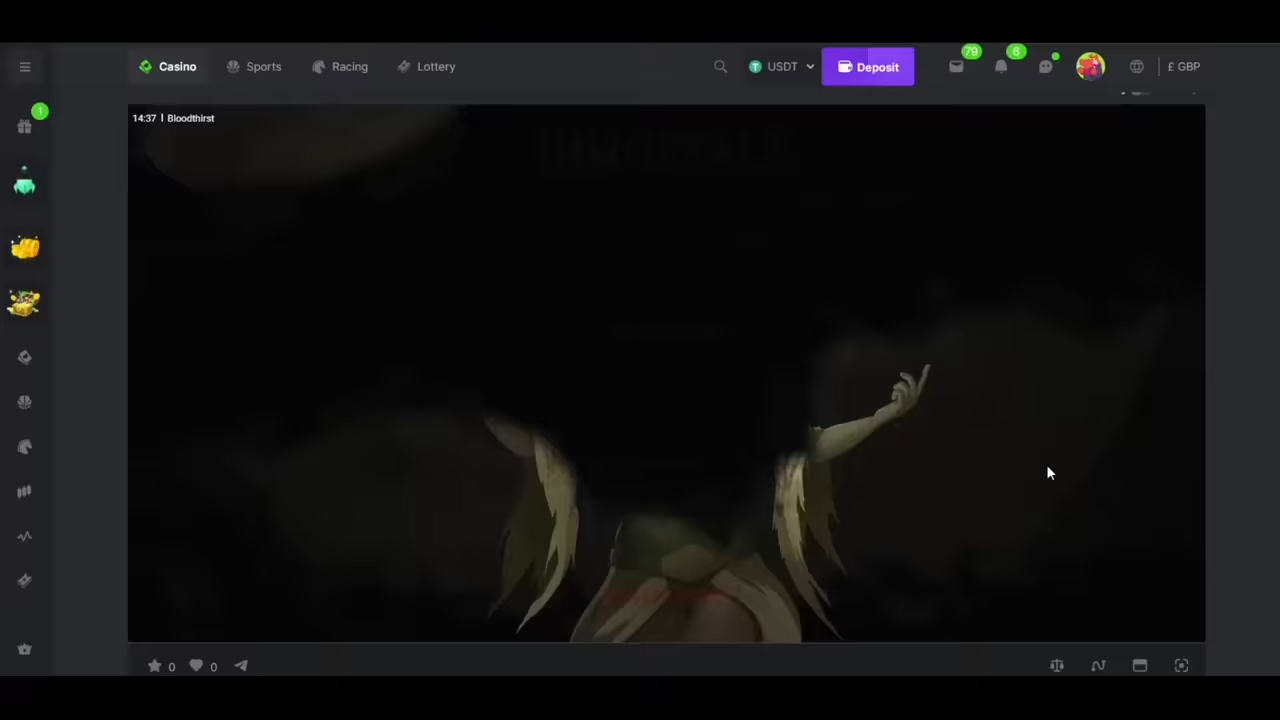 Casino
Sports
Racing
Lottery
USDT
Deposit
79
6
£ GBP
1
14:37 | Bloodthirst
0
0